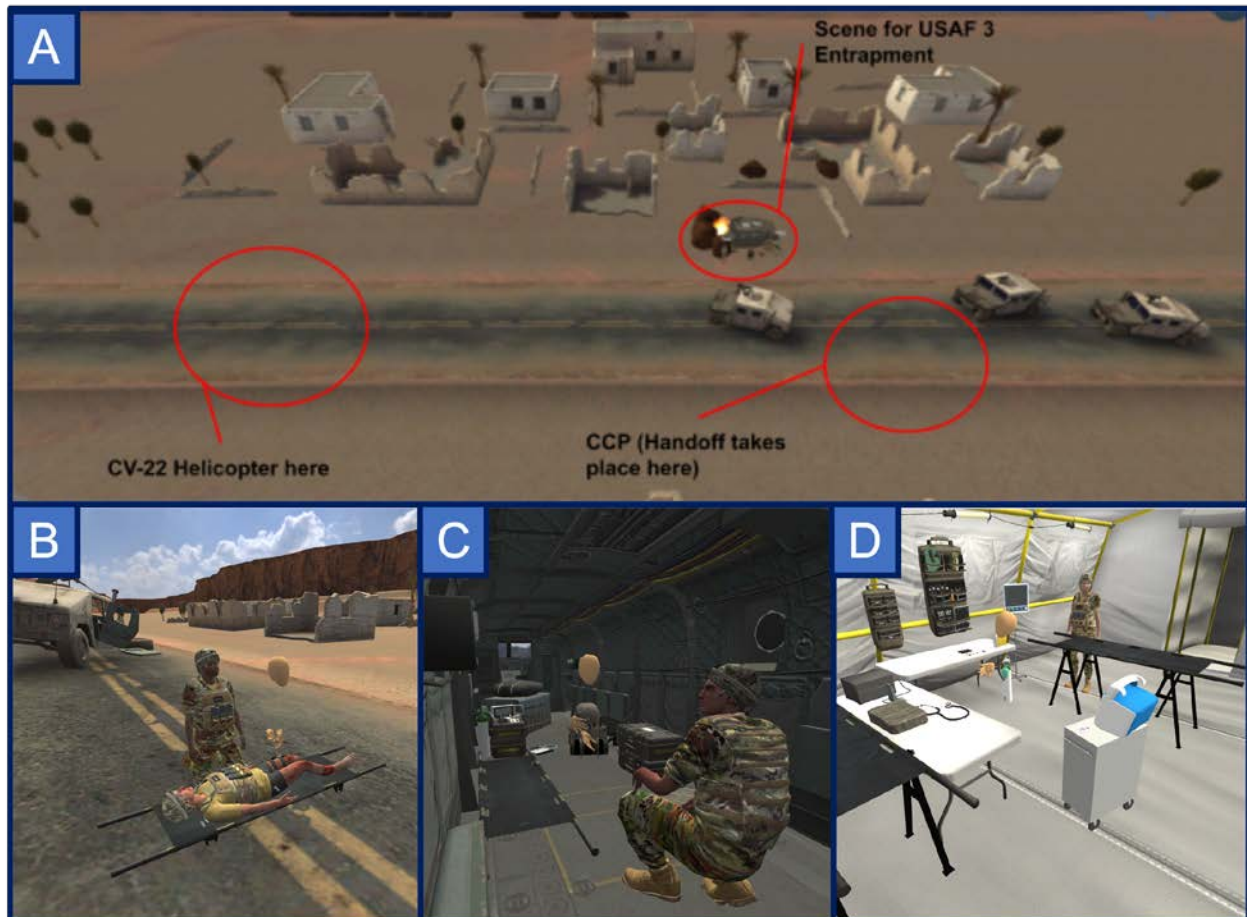 A
Scene for USAF 3
Entrapment
CV-22 Helicopter here
CCP (Handoff takes
place here)
B
C
D